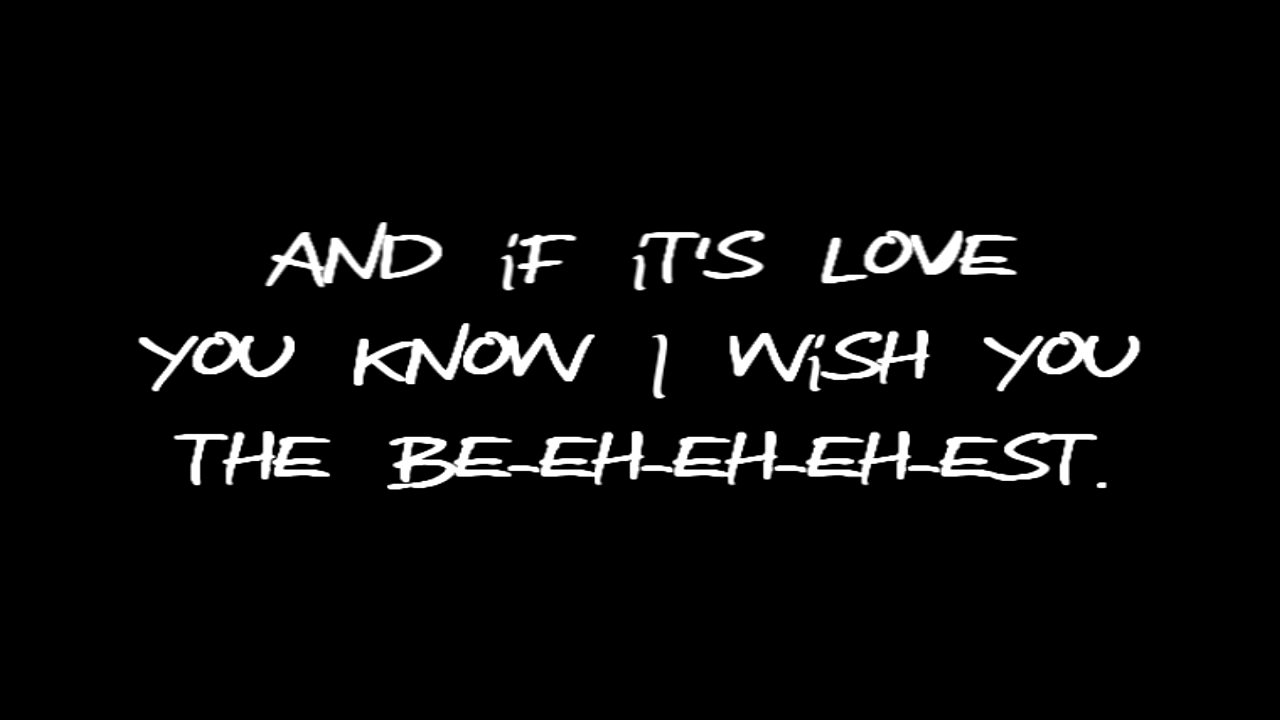 AND iF iT'S LOVE
YOU KNOW I WiSH YOU
THE BE-EH-EH-EH-EST.